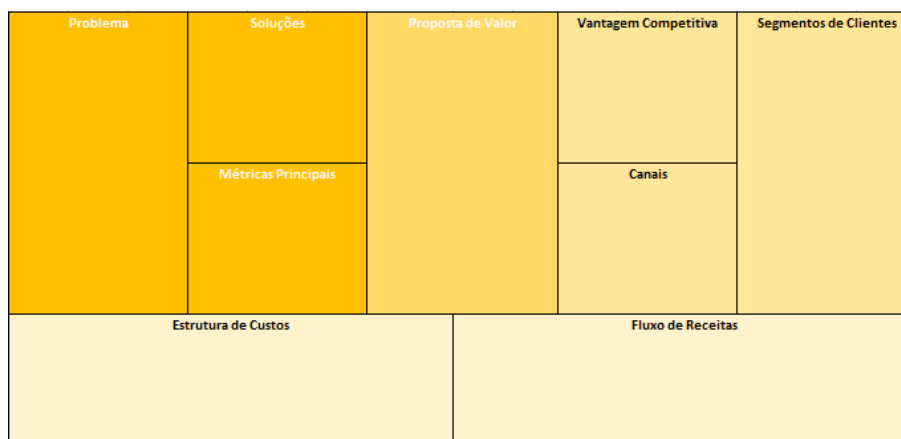 Problema
Soluções
Proposta de Valor
Vantagem Competitiva
Segmentos de Clientes
Métricas Principais
Canais
Estrutura de Custos
Fluxo de Receitas